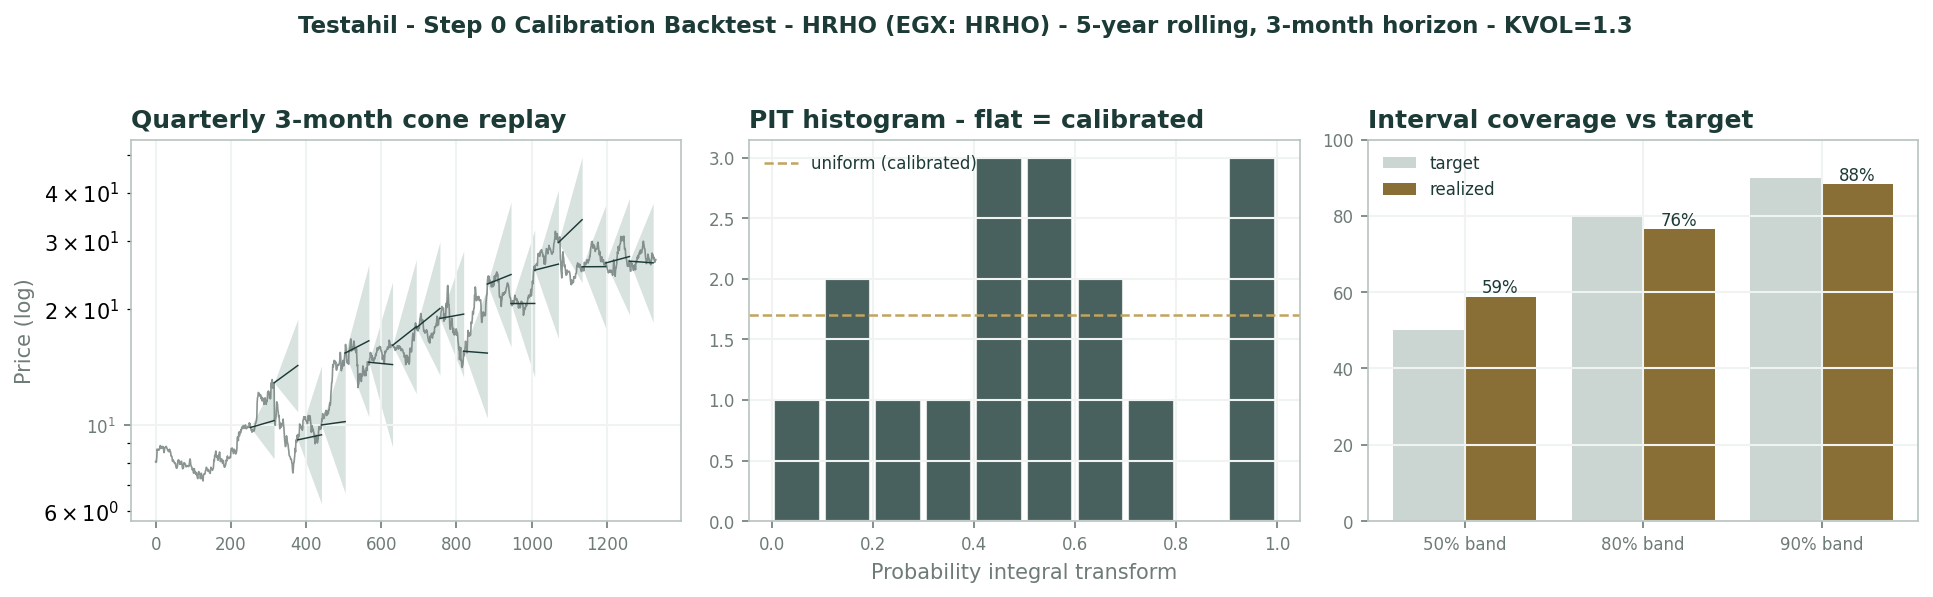 Testahil - Step 0 Calibration Backtest - HRHO (EGX: HRHO) - 5-year rolling, 3-month horizon - KVOL=1.3
Quarterly 3-month cone replay
Price (log)
4 × 10¹
3 × 10¹
2 × 10¹
10¹
6 × 10⁰
0 200 400 600 800 1000 1200
PIT histogram - flat = calibrated
uniform (calibrated)
3.0
2.5
2.0
1.5
1.0
0.5
0.0
0.0 0.2 0.4 0.6 0.8 1.0
Probability integral transform
Interval coverage vs target
target
realized
100
80
60
40
20
0
59%
76%
88%
50% band 80% band 90% band